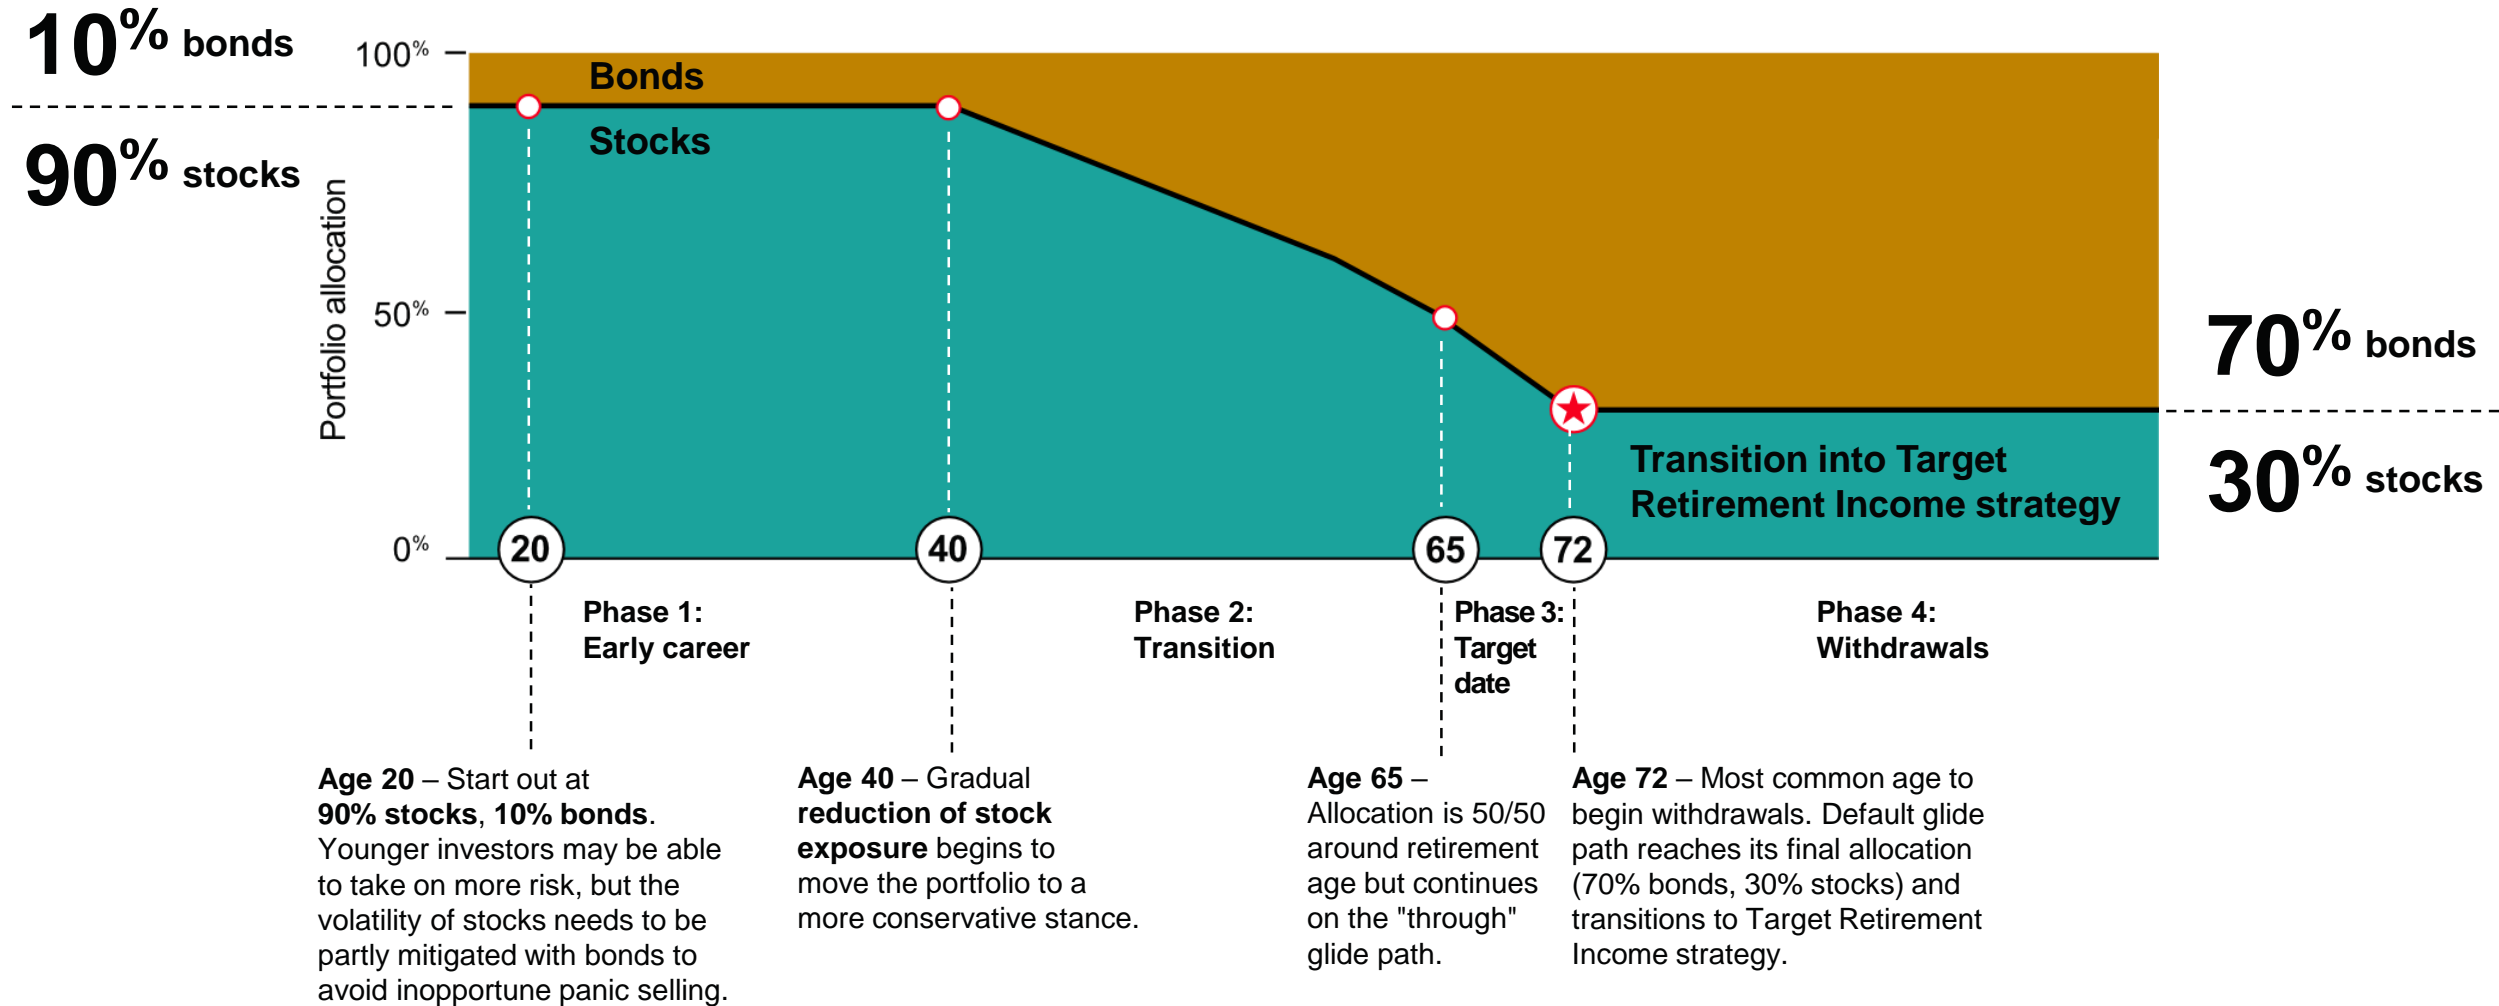 10% bonds
90% stocks
Portfolio allocation
100%
50%
0%
Bonds
Stocks
Transition into Target
Retirement Income strategy
70% bonds
30% stocks
20
40
65
72
Phase 1:
Early career
Phase 2:
Transition
Phase 3:
Target
date
Phase 4:
Withdrawals
Age 20 – Start out at
90% stocks, 10% bonds.
Younger investors may be able
to take on more risk, but the
volatility of stocks needs to be
partly mitigated with bonds to
avoid inopportune panic selling.
Age 40 – Gradual
reduction of stock
exposure begins to
move the portfolio to a
more conservative stance.
Age 65 –
Allocation is 50/50
around retirement
age but continues
on the "through"
glide path.
Age 72 – Most common age to
begin withdrawals. Default glide
path reaches its final allocation
(70% bonds, 30% stocks) and
transitions to Target Retirement
Income strategy.